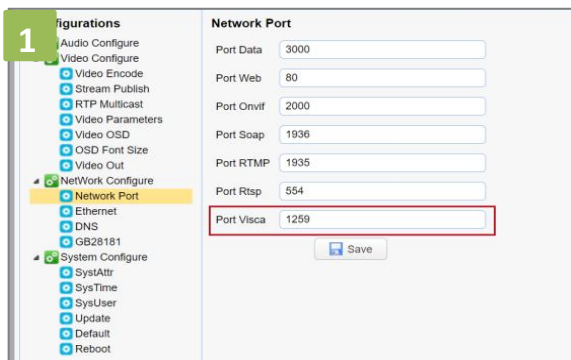 1
figurations
Audio Configure
Video Configure
Video Encode
Stream Publish
RTP Multicast
Video Parameters
Video OSD
OSD Font Size
Video Out
NetWork Configure
Network Port
Ethernet
DNS
GB28181
System Configure
SystAttr
SysTime
SysUser
Update
Default
Reboot
Network Port
Port Data 3000
Port Web 80
Port Onvif 2000
Port Soap 1936
Port RTMP 1935
Port Rtsp 554
Port Visca 1259
Save